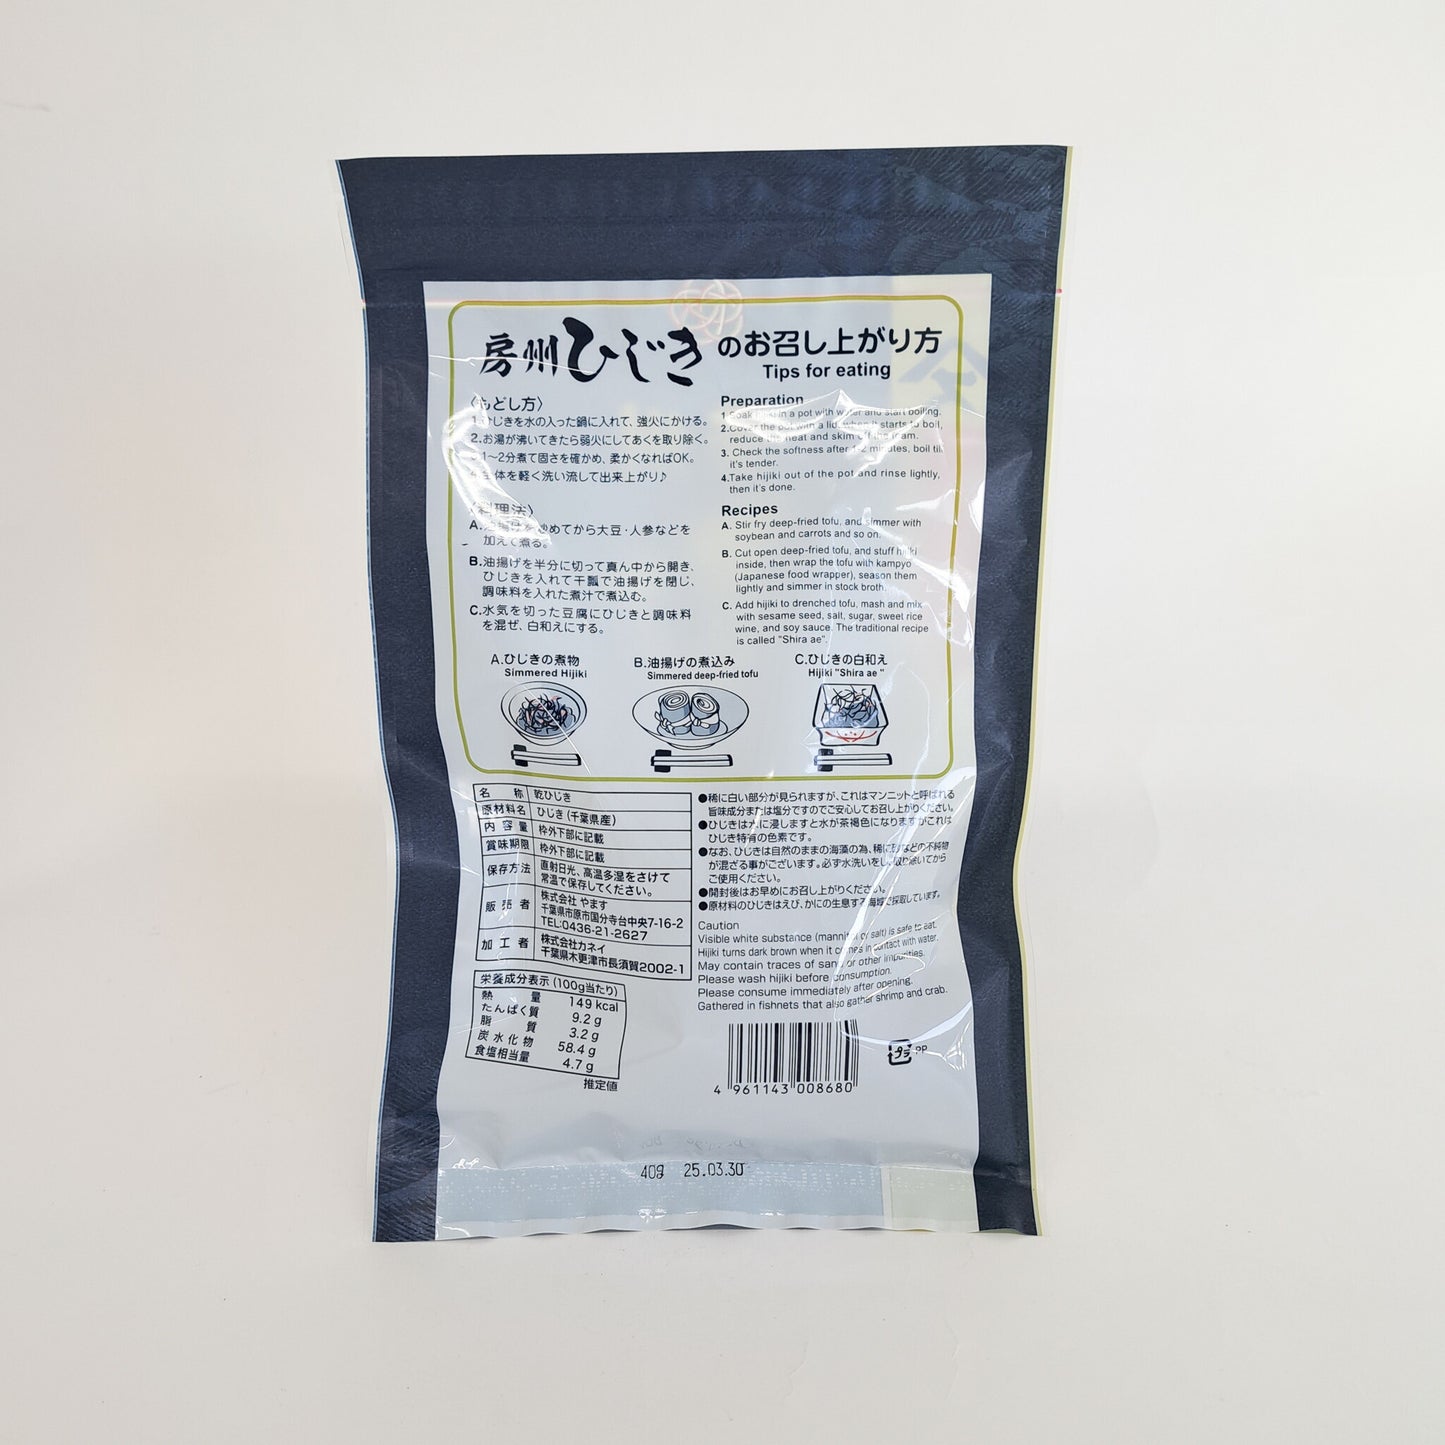 房州ひじきのお召し上がり方
Tips for eating
〈もどし方〉
1.ひじきを水の入った鍋に入れて、強火にかける。
2.お湯が沸いてきたら弱火にしてあくを取り除く。
1〜2分煮て固さを確かめ、柔かくなればOK。
体を軽く洗い流して出来上がり♪
〈料理法〉
A.油揚げを炒めてから大豆・人参などを
加えて煮る。
B.油揚げを半分に切って真ん中から開き、
ひじきを入れて干瓢で油揚げを閉じ、
調味料を入れた煮汁で煮込む。
C.水気を切った豆腐にひじきと調味料
を混ぜ、白和えにする。
Preparation
1 Soak in a pot with water and start boiling.
2.Cover the pot with a lid, when it starts to boil,
reduce the heat and skim off the foam.
3. Check the softness after 1-2 minutes, boil til
it's tender.
4.Take hijiki out of the pot and rinse lightly,
then it's done.
Recipes
A. Stir fry deep-fried tofu, and simmer with
soybean and carrots and so on.
B. Cut open deep-fried tofu, and stuff hijiki
inside, then wrap the tofu with kampyo
(Japanese food wrapper), season them
lightly and simmer in stock broth.
C. Add hijiki to drenched tofu, mash and mix
with sesame seed, salt, sugar, sweet rice
wine, and soy sauce. The traditional recipe
is called "Shira ae".
A.ひじきの煮物
Simmered Hijiki
B.油揚げの煮込み
Simmered deep-fried tofu
C.ひじきの白和え
Hijiki "Shira ae "
名称 乾ひじき
原材料名 ひじき(千葉県産)
内容量 枠外下部に記載
賞味期限 枠外下部に記載
保存方法 直射日光、高温多湿をさけて
常温で保存してください。
販売者 株式会社 やます
千葉県市原市国分寺台中央7-16-2
TEL:0436-21-2627
加工者 株式会社カネイ
千葉県木更津市長須賀2002-1
栄養成分表示(100g当たり)
熱量 149 kcal
たんぱく質 9.2 g
脂質 3.2 g
炭水化物 58.4 g
食塩相当量 4.7 g
推定値
●稀に白い部分が見られますが、これはマンニットと呼ばれる
旨味成分または塩分ですのでご安心してお召し上がりください。
●ひじきは水に浸しますと水が茶褐色になりますがこれは
ひじき特有の色素です。
●なお、ひじきは自然のままの海藻の為、稀に砂などの不純物
が混ざる事がございます。必ず水洗いをし、取り除いてから
ご使用ください。
●開封後はお早めにお召し上がりください。
●原材料のひじきはえび、かにの生息する海域で採取しています。
Caution
Visible white substance (mannitol or salt) is safe to eat.
Hijiki turns dark brown when it comes in contact with water.
May contain traces of sand or other impurities.
Please wash hijiki before consumption.
Please consume immediately after opening.
Gathered in fishnets that also gather shrimp and crab.
4 961143 008680
プラ PP
40g 25.03.30